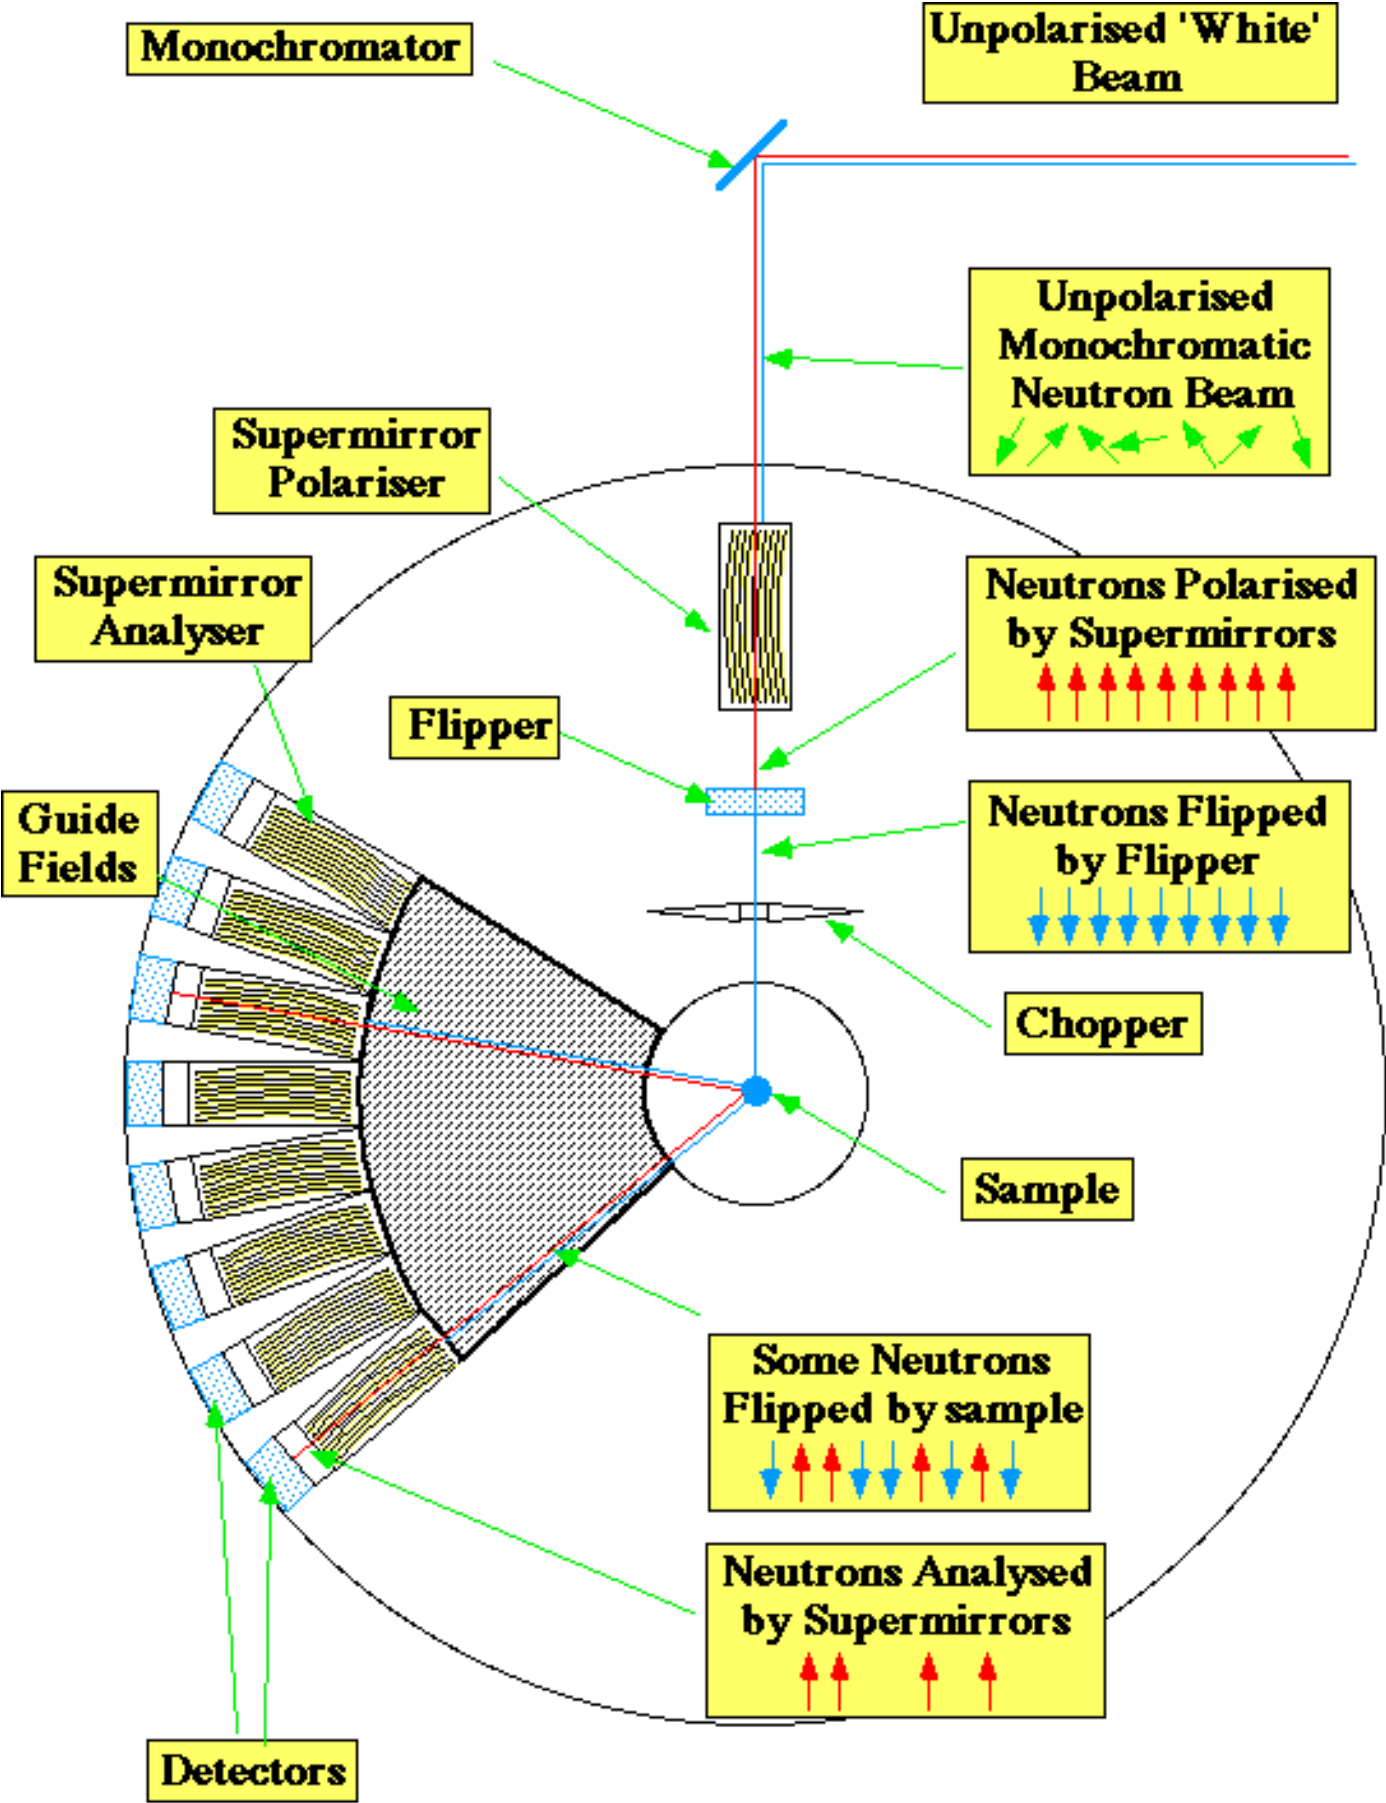 Monochromator
Unpolarised 'White'
Beam
Unpolarised
Monochromatic
Neutron Beam
Supermirror
Polariser
Supermirror
Analyser
Neutrons Polarised
by Supermirrors
Flipper
Guide
Fields
Neutrons Flipped
by Flipper
Chopper
Sample
Some Neutrons
Flipped by sample
Neutrons Analysed
by Supermirrors
Detectors